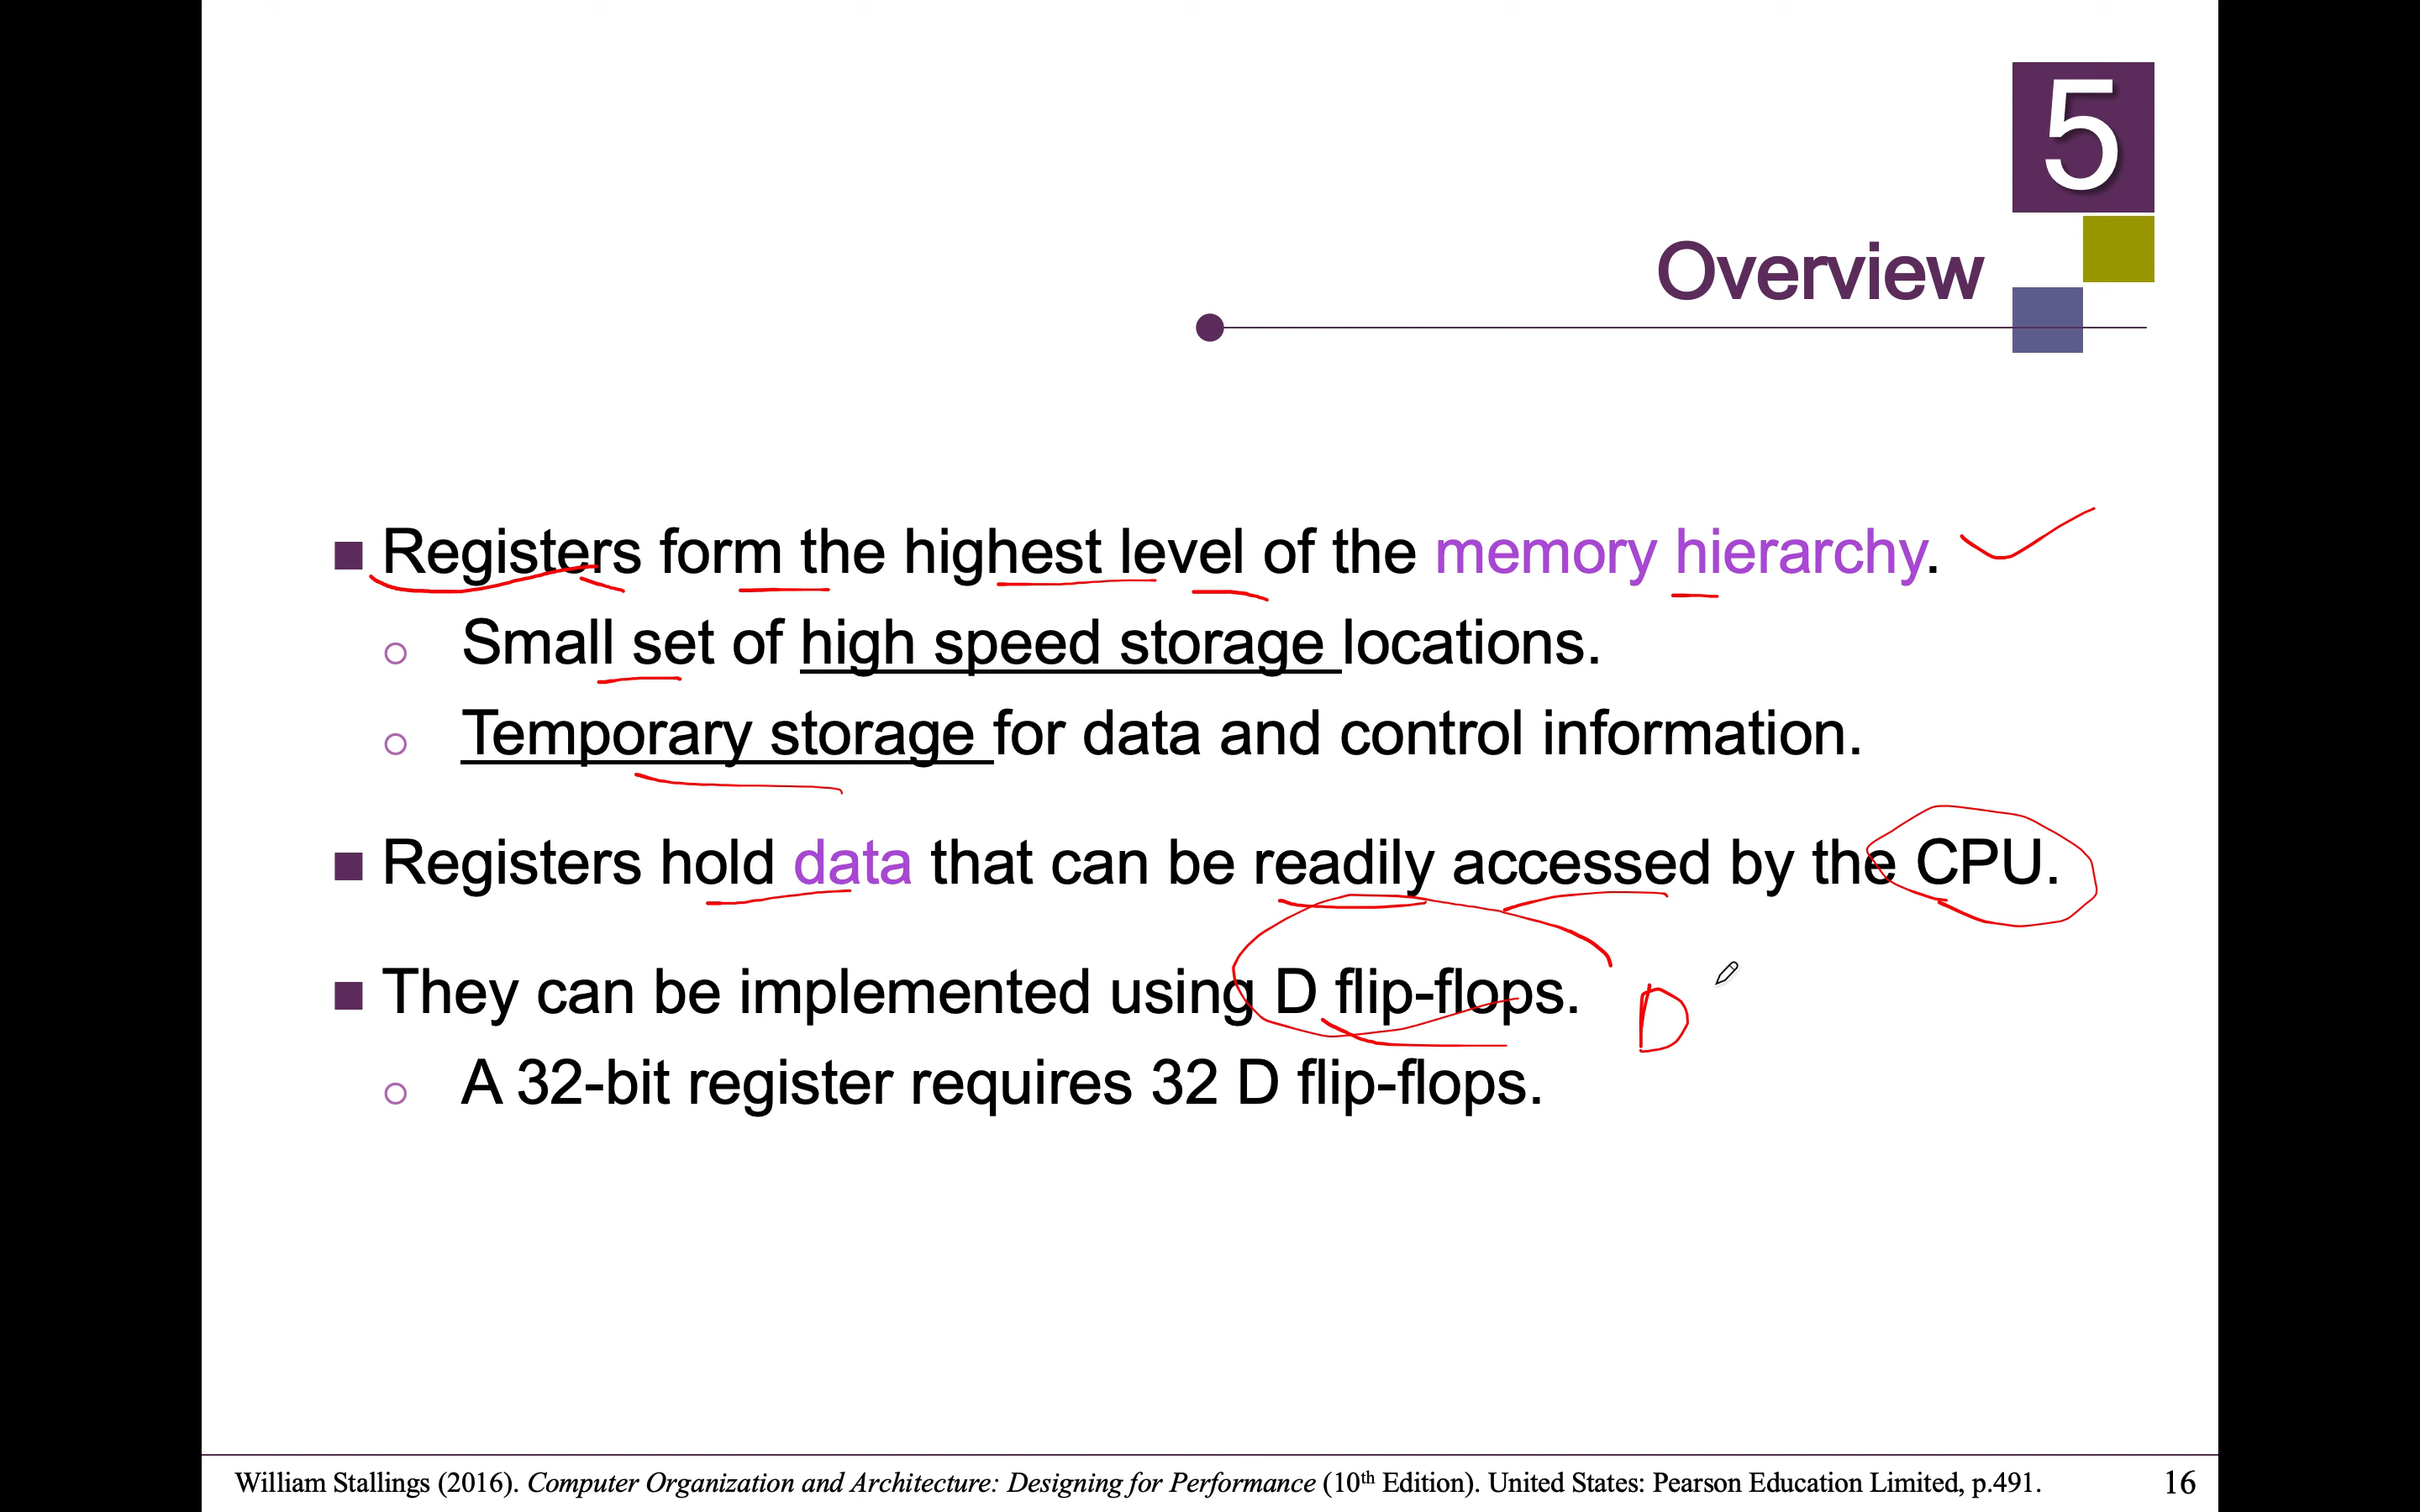 5
Overview
Registers form the highest level of the memory hierarchy.
Small set of high speed storage locations.
Temporary storage for data and control information.
Registers hold data that can be readily accessed by the CPU.
They can be implemented using D flip-flops.
D
A 32-bit register requires 32 D flip-flops.
William Stallings (2016). Computer Organization and Architecture: Designing for Performance (10th Edition). United States: Pearson Education Limited, p.491.
16